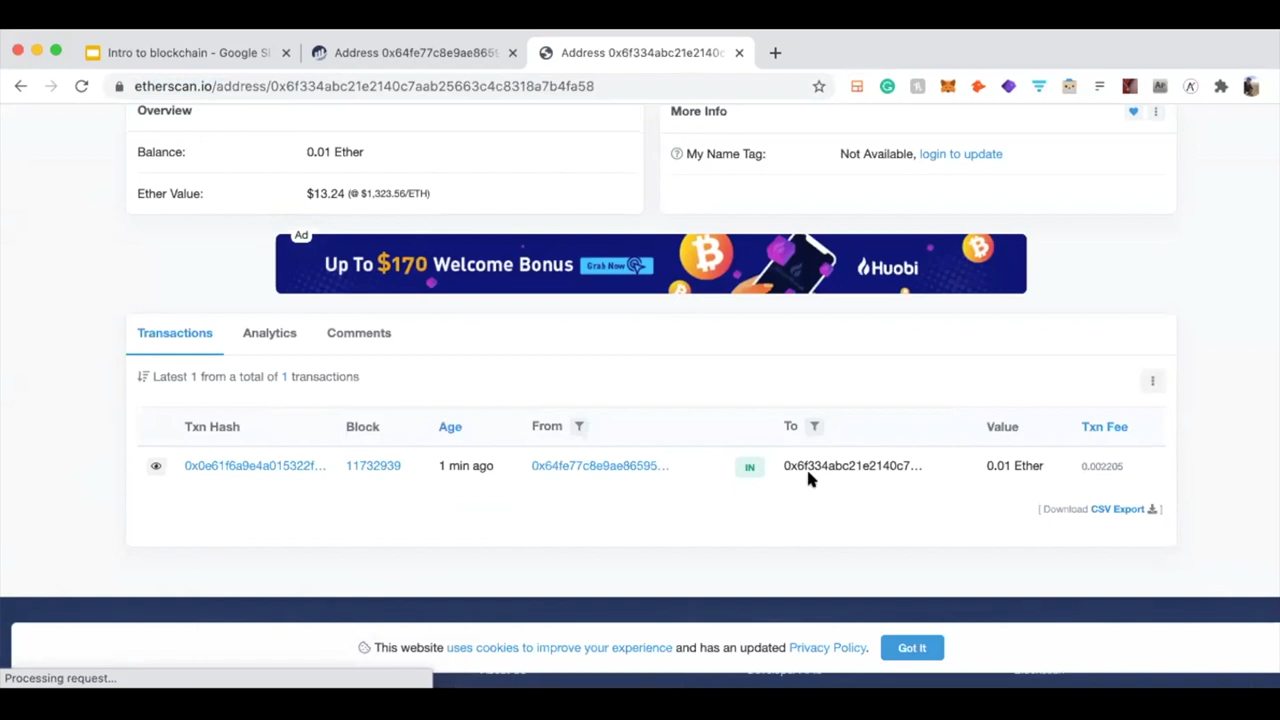 Intro to blockchain - Google Sl
Address 0x64fe77c8e9ae8659
Address 0x6f334abc21e2140c
etherscan.io/address/0x6f334abc21e2140c7aab25663c4c8318a7b4fa58
Overview
More Info
Balance:
0.01 Ether
My Name Tag:
Not Available, login to update
Ether Value:
$13.24 (@ $1,323.56/ETH)
Ad
Up To $170 Welcome Bonus
Grab Now
Huobi
Transactions
Analytics
Comments
Latest 1 from a total of 1 transactions
Txn Hash
Block
Age
From
To
Value
Txn Fee
0x0e61f6a9e4a015322f...
11732939
1 min ago
0x64fe77c8e9ae86595...
IN
0x6f334abc21e2140c7...
0.01 Ether
0.002205
[ Download CSV Export ]
This website uses cookies to improve your experience and has an updated Privacy Policy.
Got It
Processing request...